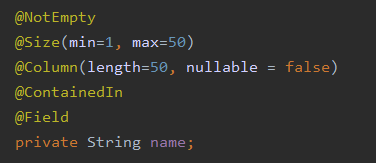 @NotEmpty
@Size(min=1, max=50)
@Column(length=50, nullable = false)
@ContainedIn
@Field
private String name;